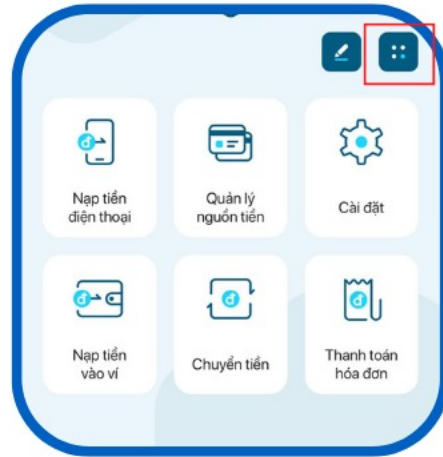 Nạp tiền
điện thoại
Quản lý
nguồn tiền
Cài đặt
Nạp tiền
vào ví
Chuyển tiền
Thanh toán
hóa đơn